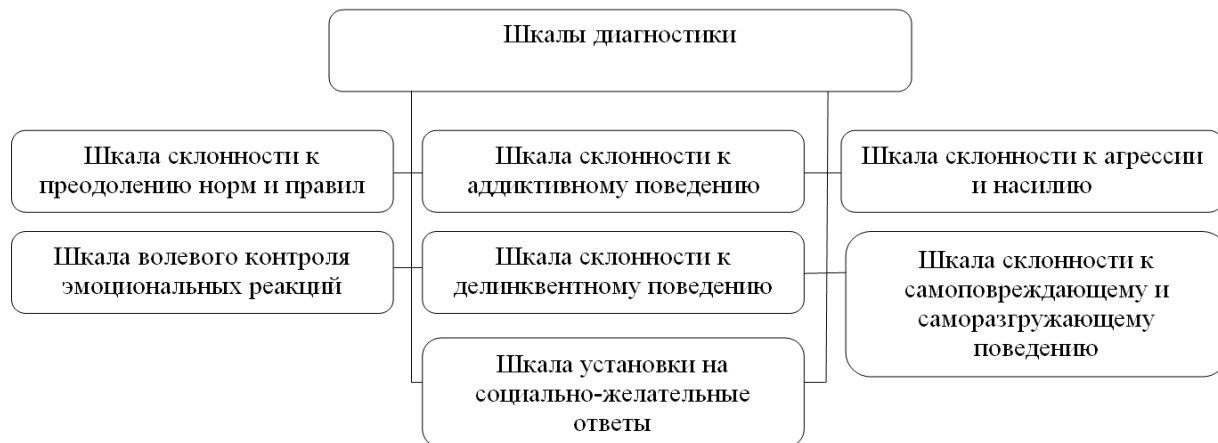 Шкалы диагностики
Шкала склонности к
преодолению норм и правил
Шкала склонности к
аддиктивному поведению
Шкала склонности к агрессии
и насилию
Шкала волевого контроля
эмоциональных реакций
Шкала склонности к
делинквентному поведению
Шкала склонности к
самоповреждающему и
саморазгружающему
поведению
Шкала установки на
социально-желательные
ответы